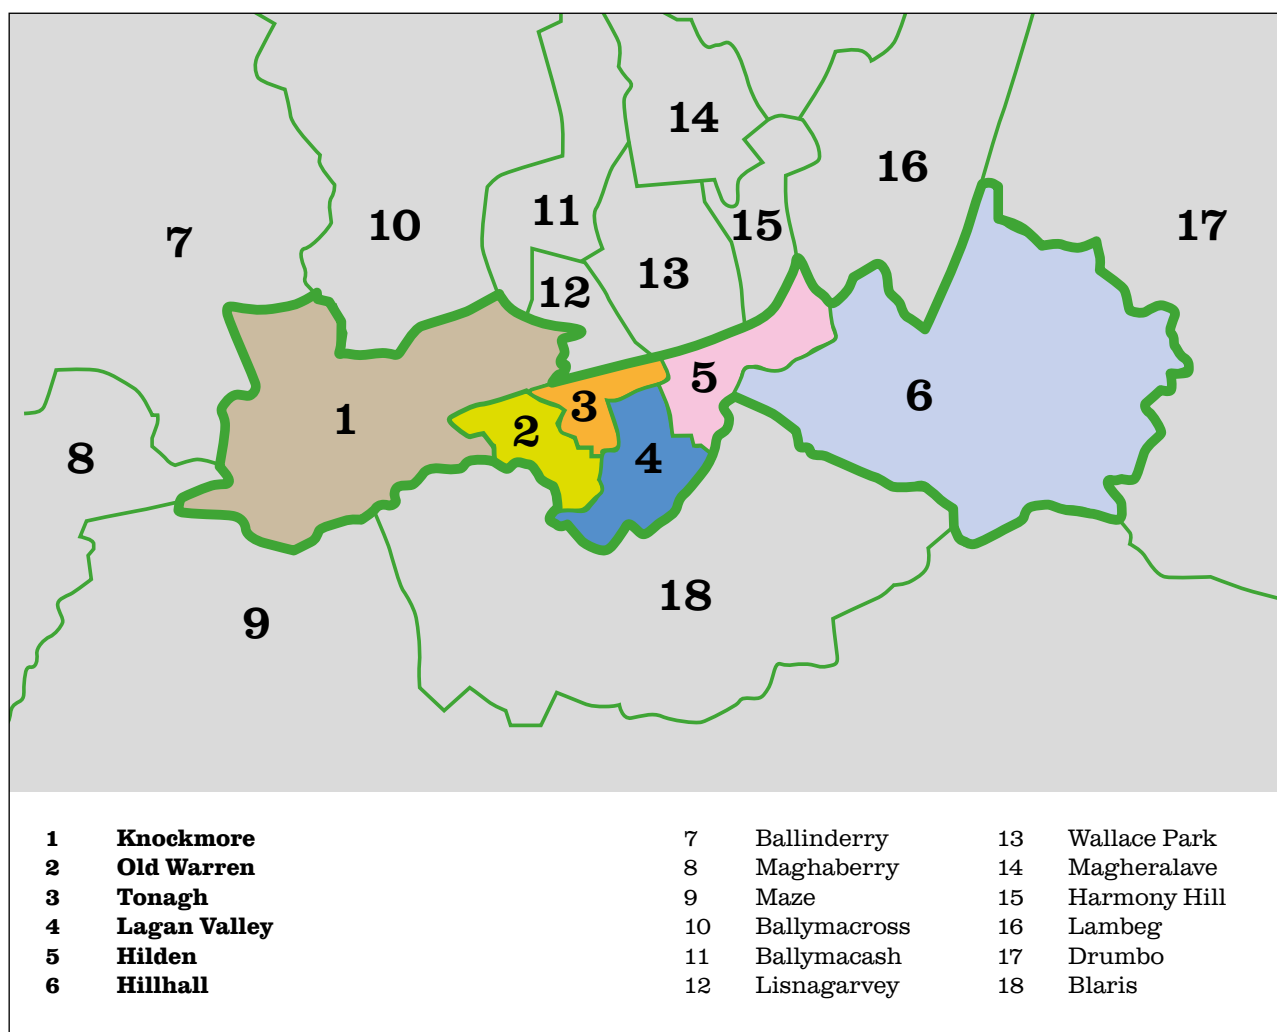 14
16
11
15
17
10
7
13
12
5
6
3
1
2
4
8
18
9
1 Knockmore
2 Old Warren
3 Tonagh
4 Lagan Valley
5 Hilden
6 Hillhall
7 Ballinderry
8 Maghaberry
9 Maze
10 Ballymacross
11 Ballymacash
12 Lisnagarvey
13 Wallace Park
14 Magheralave
15 Harmony Hill
16 Lambeg
17 Drumbo
18 Blaris